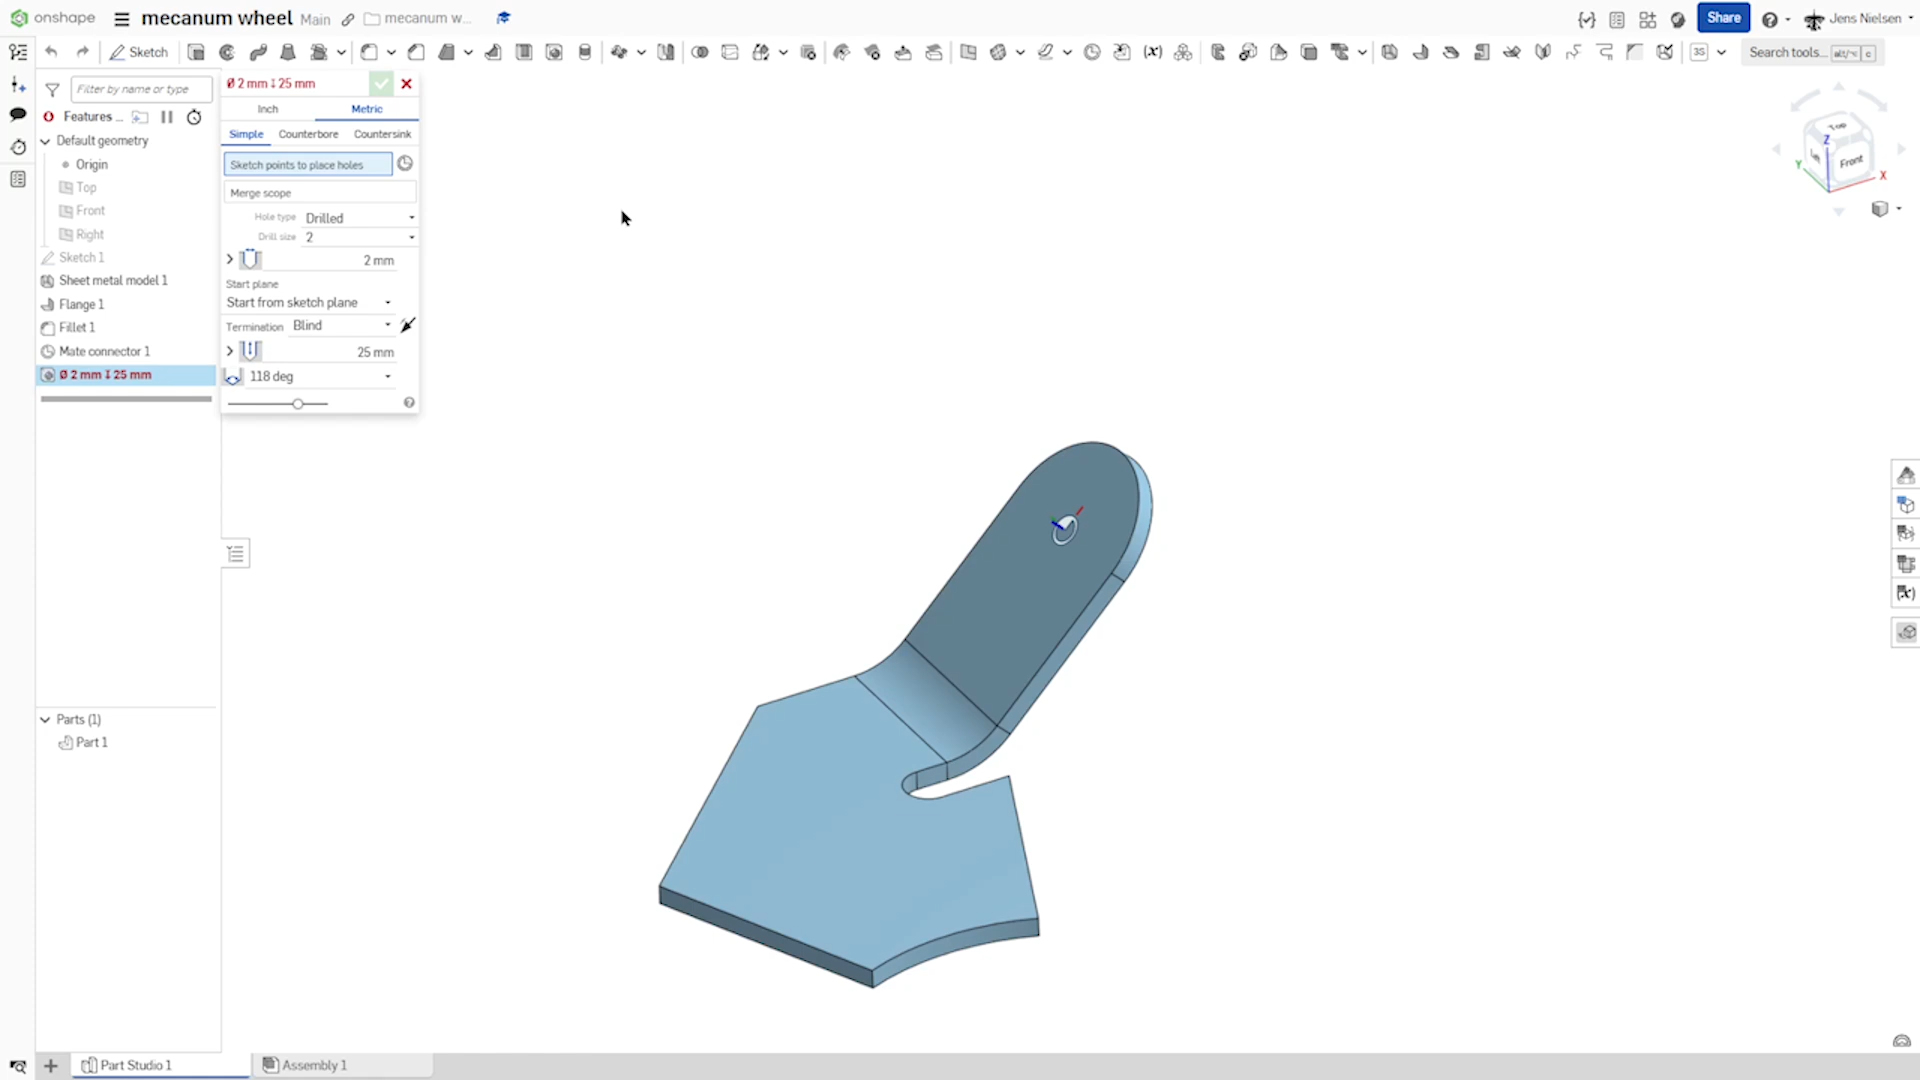 onshape mecanum wheel Main mecanum w... Share Jens Nielsen
Sketch Search tools... alt/⌥ c
Filter by name or type
Features ...
Default geometry
Origin
Top
Front
Right
Sketch 1
Sheet metal model 1
Flange 1
Fillet 1
Mate connector 1
Ø 2 mm ↧ 25 mm
Ø 2 mm ↧ 25 mm
Inch Metric
Simple Counterbore Countersink
Sketch points to place holes
Merge scope
Hole type Drilled
Drill size 2
2 mm
Start plane
Start from sketch plane
Termination Blind
25 mm
118 deg
Top
Z
Front
Y
X
Parts (1)
Part 1
Part Studio 1 Assembly 1